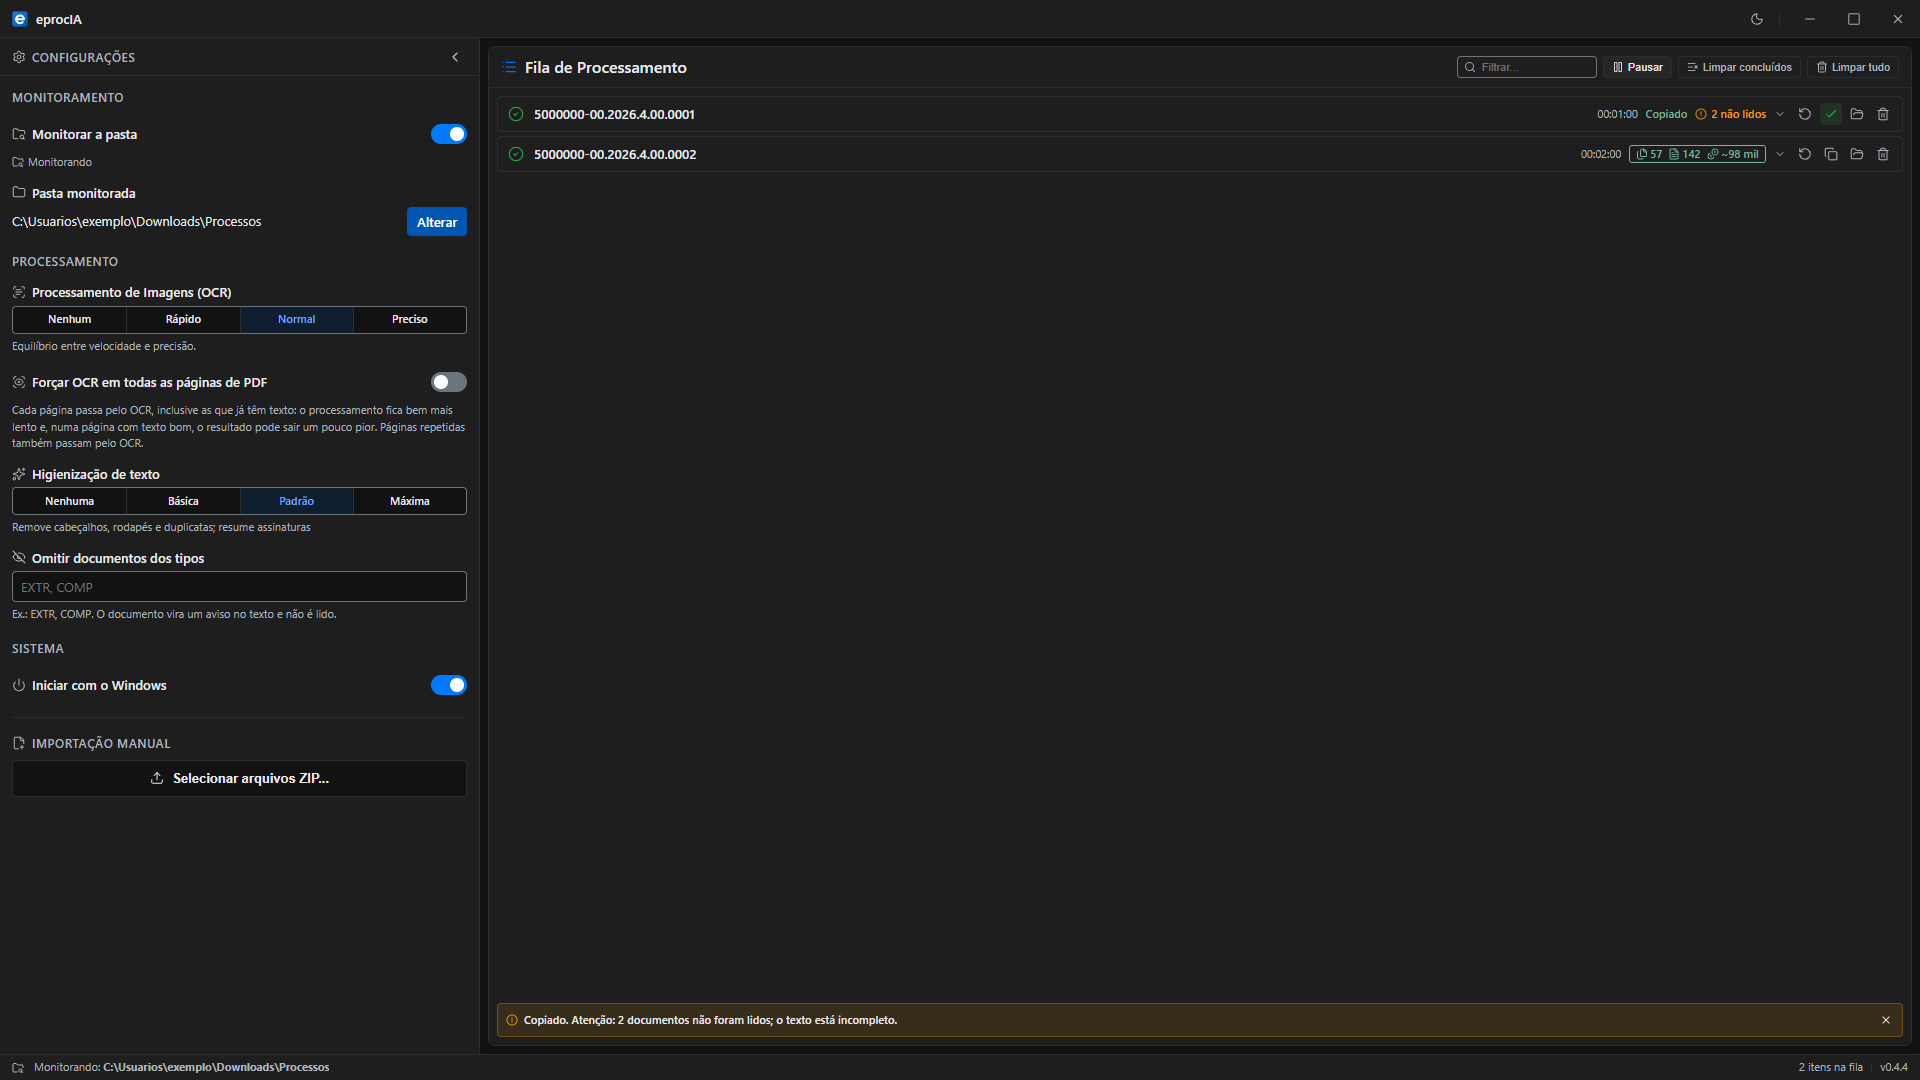 eprocIA
CONFIGURAÇÕES
MONITORAMENTO
Monitorar a pasta
Monitorando
Pasta monitorada
C:\Usuarios\exemplo\Downloads\Processos
Alterar
PROCESSAMENTO
Processamento de Imagens (OCR)
Nenhum Rápido Normal Preciso
Equilíbrio entre velocidade e precisão.
Forçar OCR em todas as páginas de PDF
Cada página passa pelo OCR, inclusive as que já têm texto: o processamento fica bem mais
lento e, numa página com texto bom, o resultado pode sair um pouco pior. Páginas repetidas
também passam pelo OCR.
Higienização de texto
Nenhuma Básica Padrão Máxima
Remove cabeçalhos, rodapés e duplicatas; resume assinaturas
Omitir documentos dos tipos
EXTR, COMP
Ex.: EXTR, COMP. O documento vira um aviso no texto e não é lido.
SISTEMA
Iniciar com o Windows
IMPORTAÇÃO MANUAL
Selecionar arquivos ZIP...
Fila de Processamento
Filtrar...
Pausar
Limpar concluídos
Limpar tudo
5000000-00.2026.4.00.0001
00:01:00 Copiado 2 não lidos
5000000-00.2026.4.00.0002
00:02:00 57 142 ~98 mil
Copiado. Atenção: 2 documentos não foram lidos; o texto está incompleto.
Monitorando: C:\Usuarios\exemplo\Downloads\Processos
2 itens na fila
v0.4.4